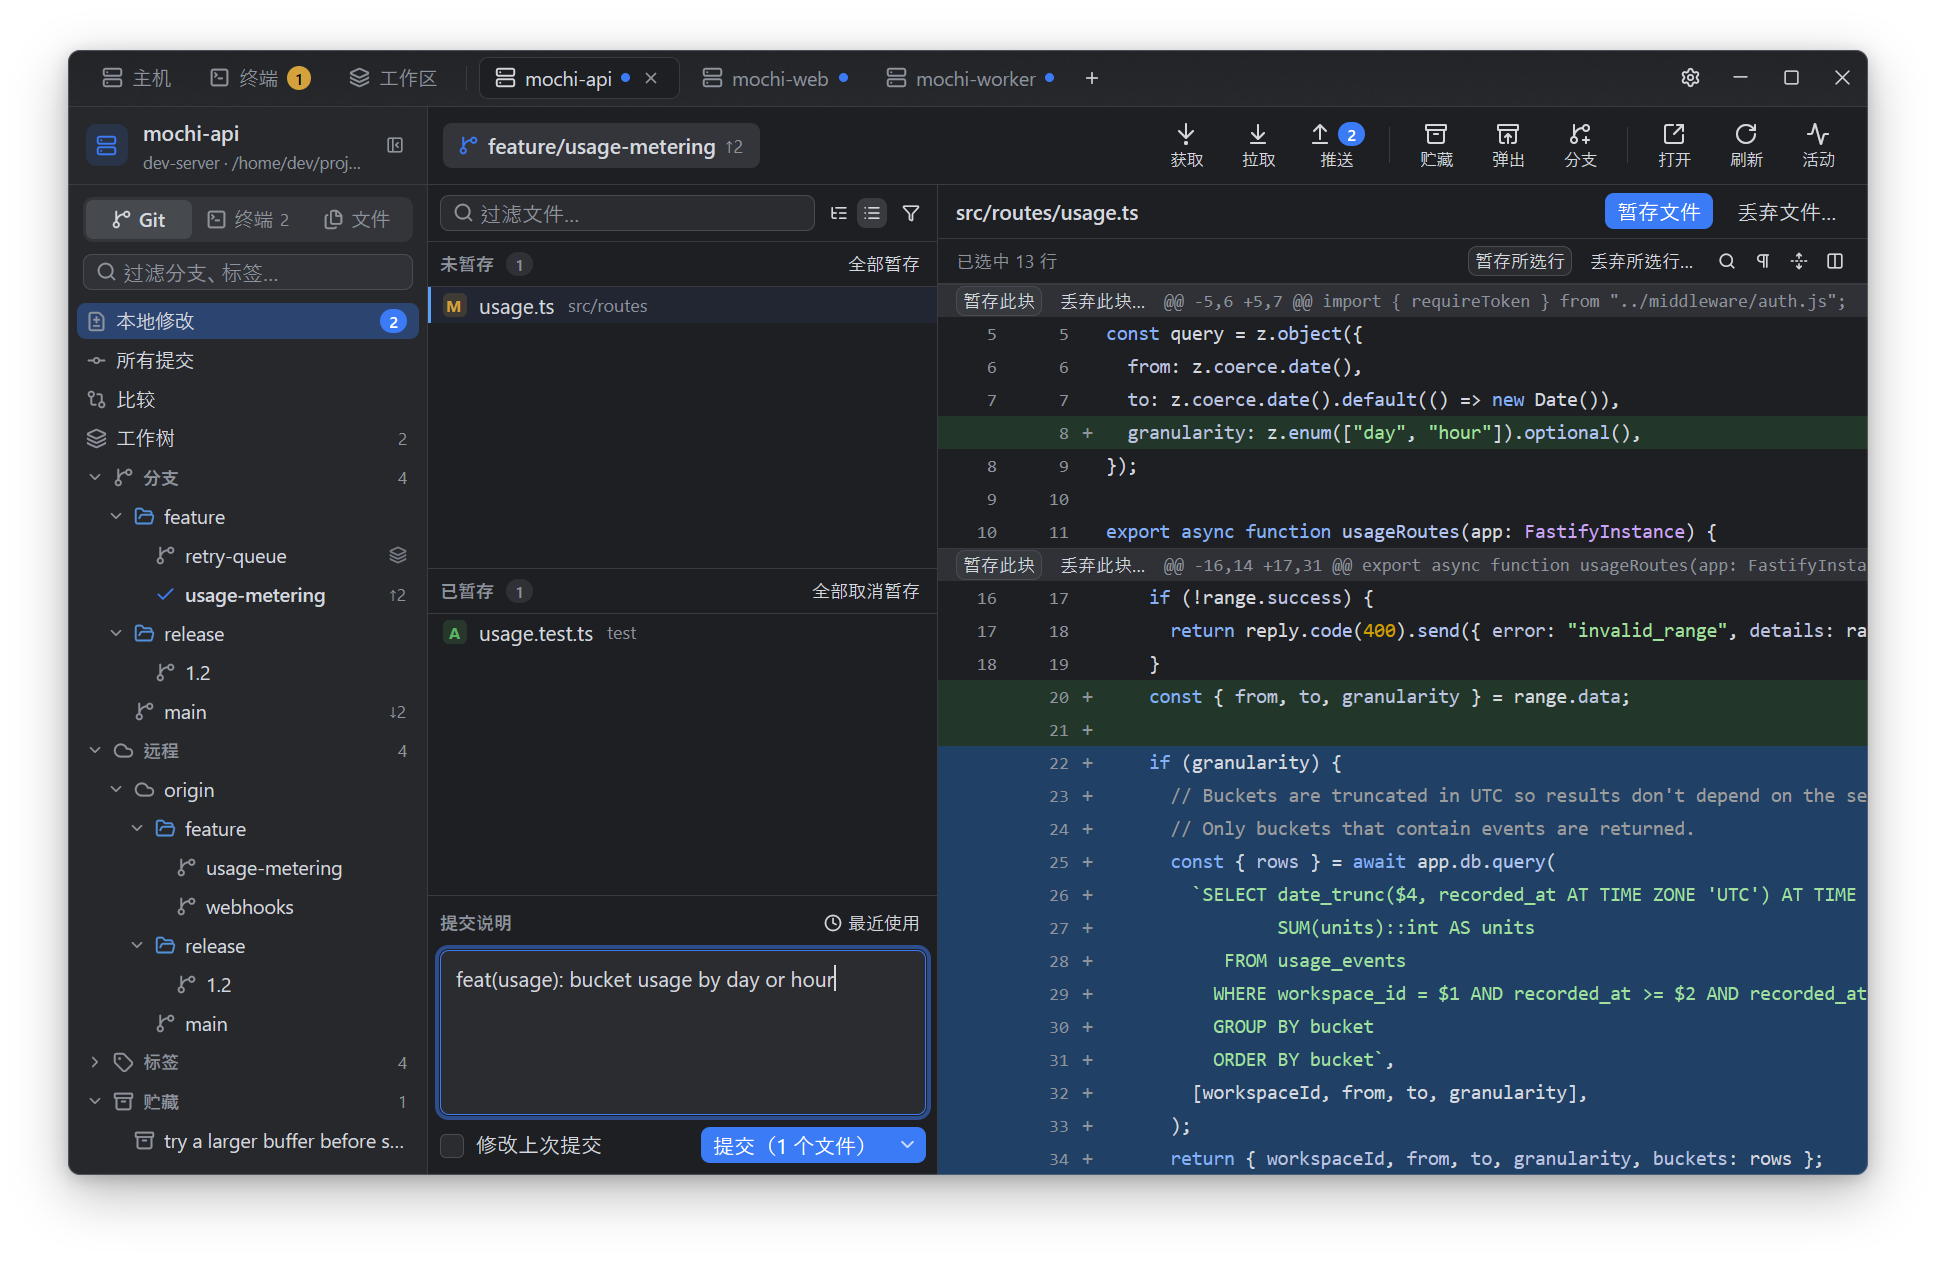 主机 终端 1 工作区 mochi-api mochi-web mochi-worker
mochi-api
dev-server · /home/dev/proj...
Git 终端 2 文件
过滤分支、标签...
本地修改 2
所有提交
比较
工作树 2
分支 4
feature
retry-queue
usage-metering ↑2
release
1.2
main ↓2
远程 4
origin
feature
usage-metering
webhooks
release
1.2
main
标签 4
贮藏 1
try a larger buffer before s...
feature/usage-metering ↑2
获取 拉取 推送 2 贮藏 弹出 分支 打开 刷新 活动
过滤文件...
未暂存 1 全部暂存
M usage.ts src/routes
已暂存 1 全部取消暂存
A usage.test.ts test
提交说明 最近使用
feat(usage): bucket usage by day or hour
修改上次提交 提交（1 个文件）
src/routes/usage.ts 暂存文件 丢弃文件...
已选中 13 行 暂存所选行 丢弃所选行...
暂存此块 丢弃此块... @@ -5,6 +5,7 @@ import { requireToken } from "../middleware/auth.js";
5 5 const query = z.object({
6 6 from: z.coerce.date(),
7 7 to: z.coerce.date().default(() => new Date()),
8 + granularity: z.enum(["day", "hour"]).optional(),
8 9 });
9 10
10 11 export async function usageRoutes(app: FastifyInstance) {
暂存此块 丢弃此块... @@ -16,14 +17,31 @@ export async function usageRoutes(app: FastifyInsta
16 17 if (!range.success) {
17 18 return reply.code(400).send({ error: "invalid_range", details: ra
18 19 }
20 + const { from, to, granularity } = range.data;
21 +
22 + if (granularity) {
23 + // Buckets are truncated in UTC so results don't depend on the se
24 + // Only buckets that contain events are returned.
25 + const { rows } = await app.db.query(
26 + `SELECT date_trunc($4, recorded_at AT TIME ZONE 'UTC') AT TIME
27 + SUM(units)::int AS units
28 + FROM usage_events
29 + WHERE workspace_id = $1 AND recorded_at >= $2 AND recorded_at
30 + GROUP BY bucket
31 + ORDER BY bucket`,
32 + [workspaceId, from, to, granularity],
33 + );
34 + return { workspaceId, from, to, granularity, buckets: rows };